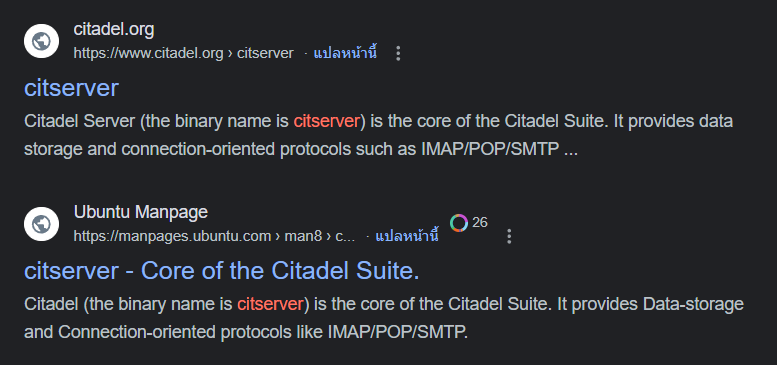 citadel.org
https://www.citadel.org › citserver · แปลหน้านี้
citserver
Citadel Server (the binary name is citserver) is the core of the Citadel Suite. It provides data
storage and connection-oriented protocols such as IMAP/POP/SMTP ...
Ubuntu Manpage
https://manpages.ubuntu.com › man8 › c... · แปลหน้านี้ 26
citserver - Core of the Citadel Suite.
Citadel (the binary name is citserver) is the core of the Citadel Suite. It provides Data-storage
and Connection-oriented protocols like IMAP/POP/SMTP.